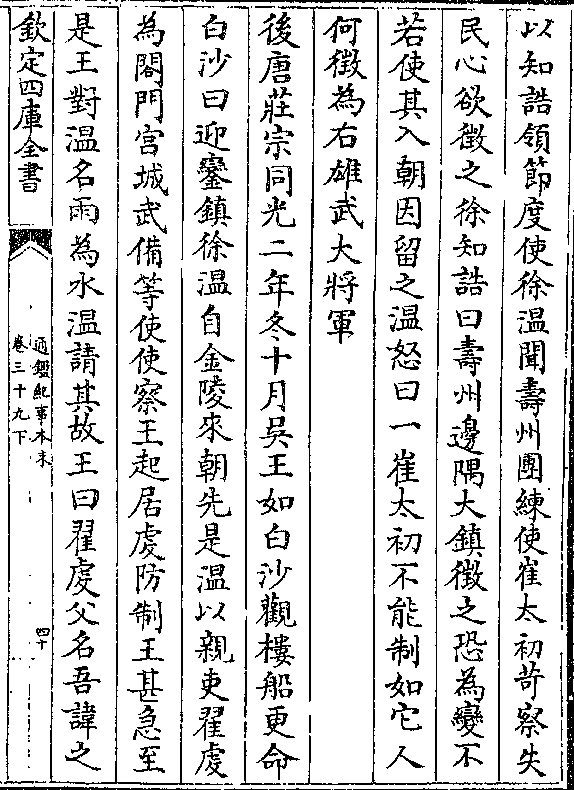 以知誥領節度使徐溫聞壽州團練使崔太初苛察失
民心欲徵之徐知誥曰壽州邊隅大鎮徵之恐為變不
若使其入朝因留之溫怒曰一崔太初不能制如它人
何徵為右雄武大將軍
後唐莊宗同光二年冬十月吳王如白沙觀樓船更命
白沙曰迎鑾鎮徐溫自金陵來朝先是溫以親吏翟虔
為閤門宮城武備等使使察王起居虔防制王甚急至
是王對溫名雨為水溫請其故王曰翟虔父名吾諱之
欽定四庫全書
通鑑紀事本末
卷三十九下
四十